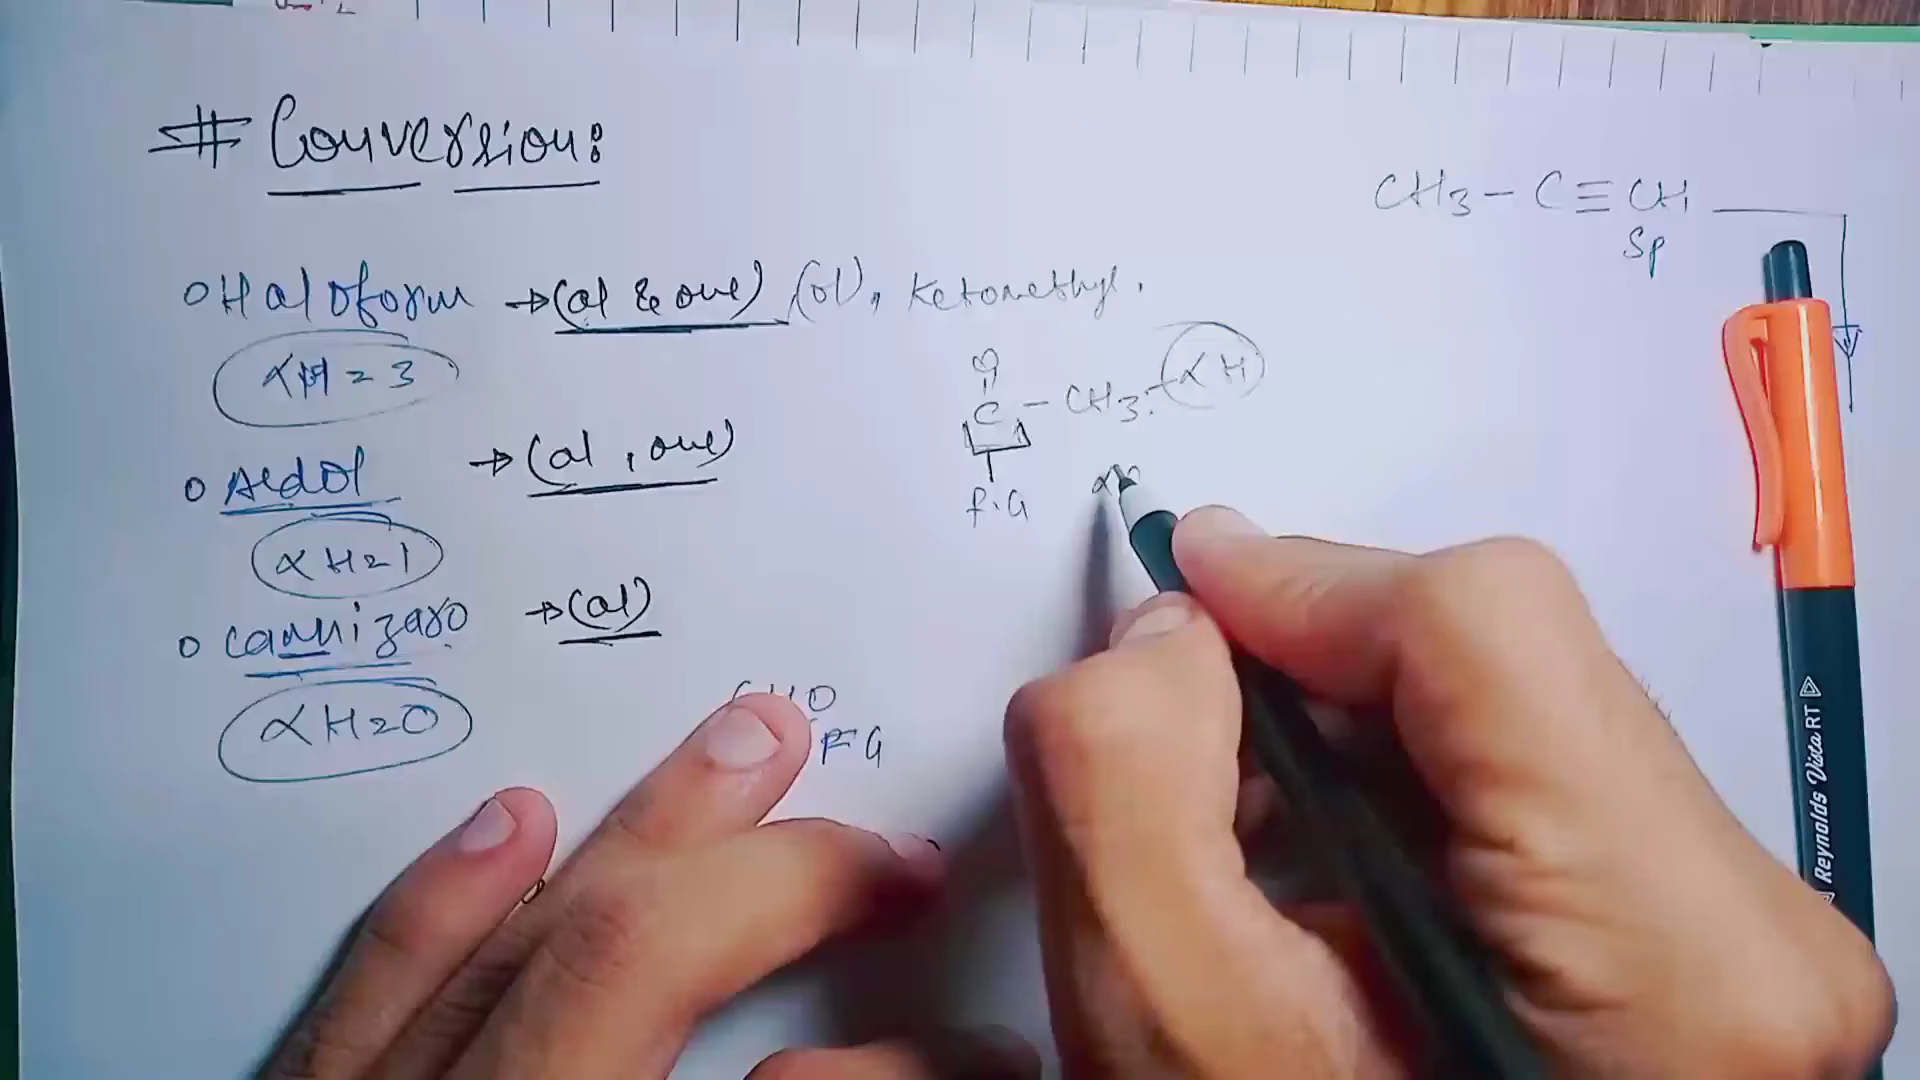 # Conversion:
CH3 – C ≡ CH
Sp
o Haloform → (al & one) (ol), Ketomethyl.
αH = 3
O
C – CH3 – αH
F.G
o Aldol → (al, one)
αH=1
o Cannizaro → (al)
αH=0
FG
Reynolds Vista RT